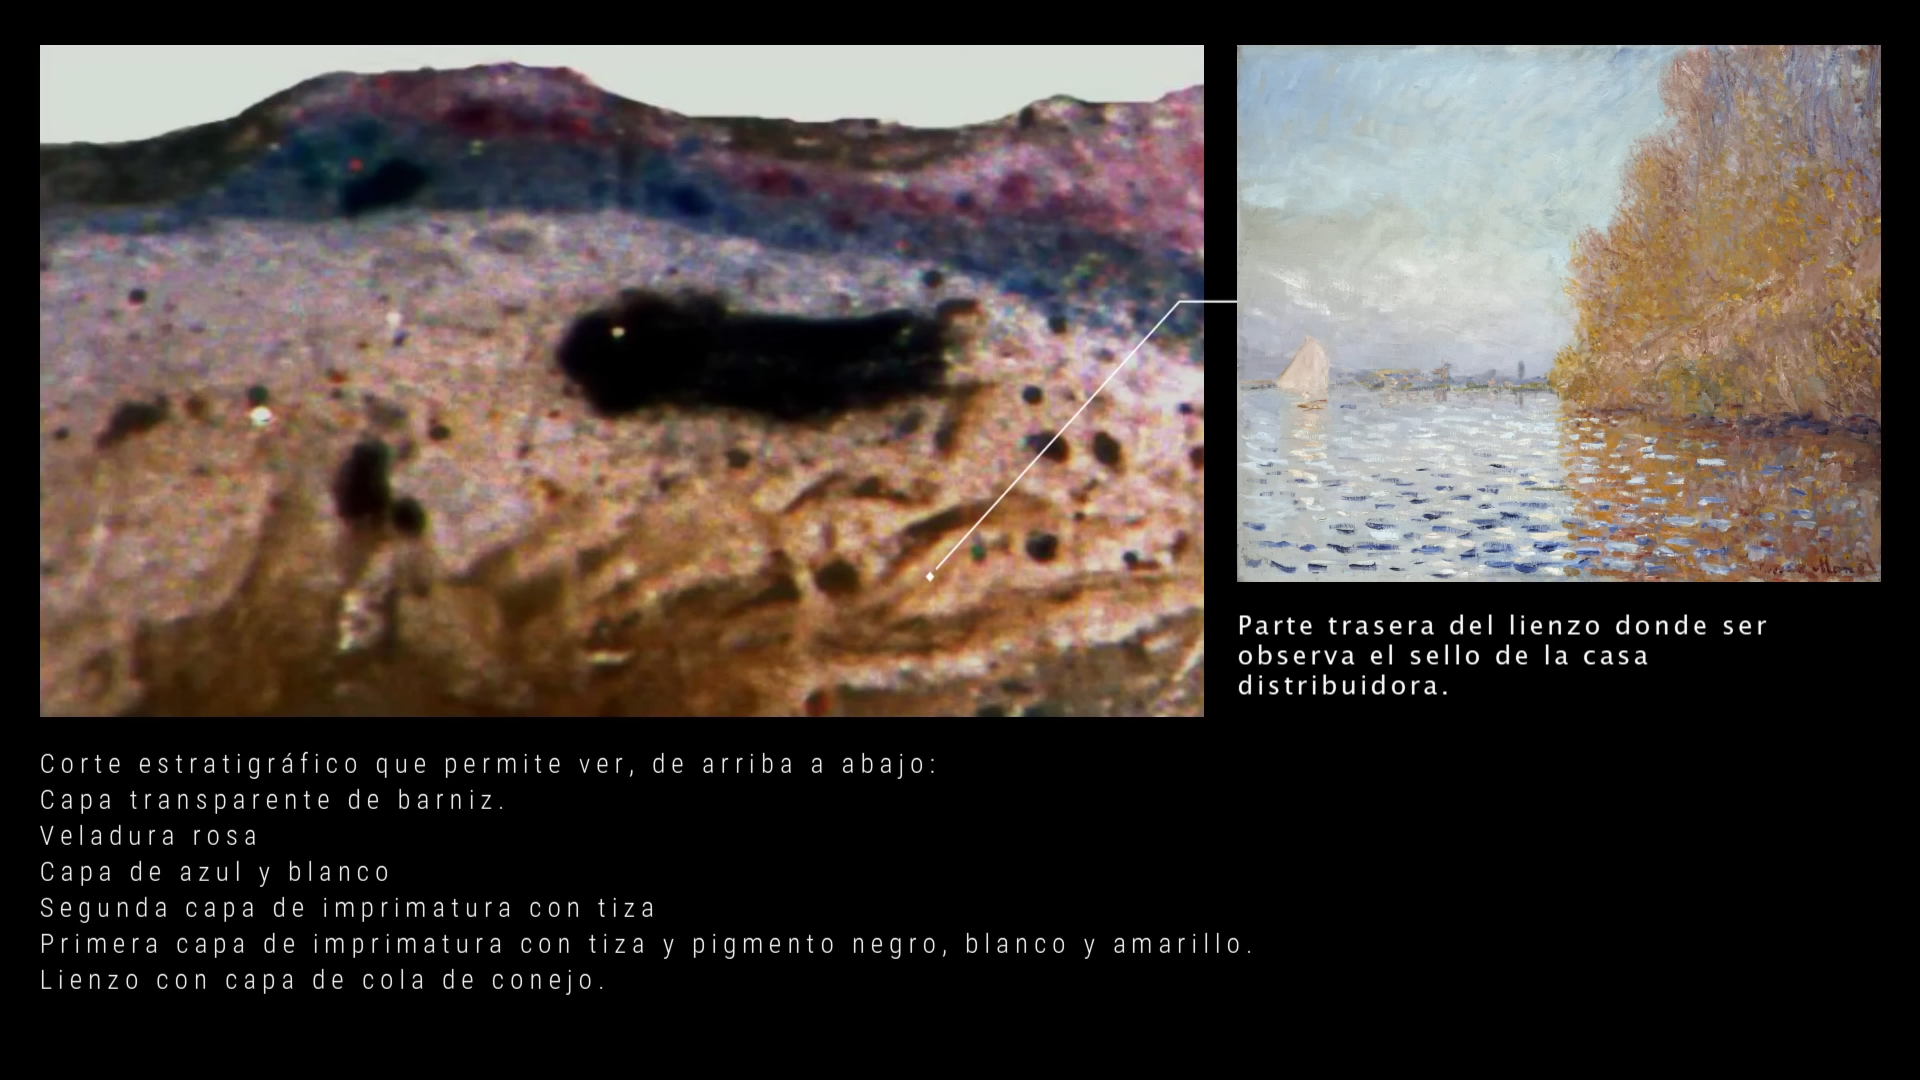 Parte trasera del lienzo donde ser
observa el sello de la casa
distribuidora.
Corte estratigráfico que permite ver, de arriba a abajo:
Capa transparente de barniz.
Veladura rosa
Capa de azul y blanco
Segunda capa de imprimatura con tiza
Primera capa de imprimatura con tiza y pigmento negro, blanco y amarillo.
Lienzo con capa de cola de conejo.